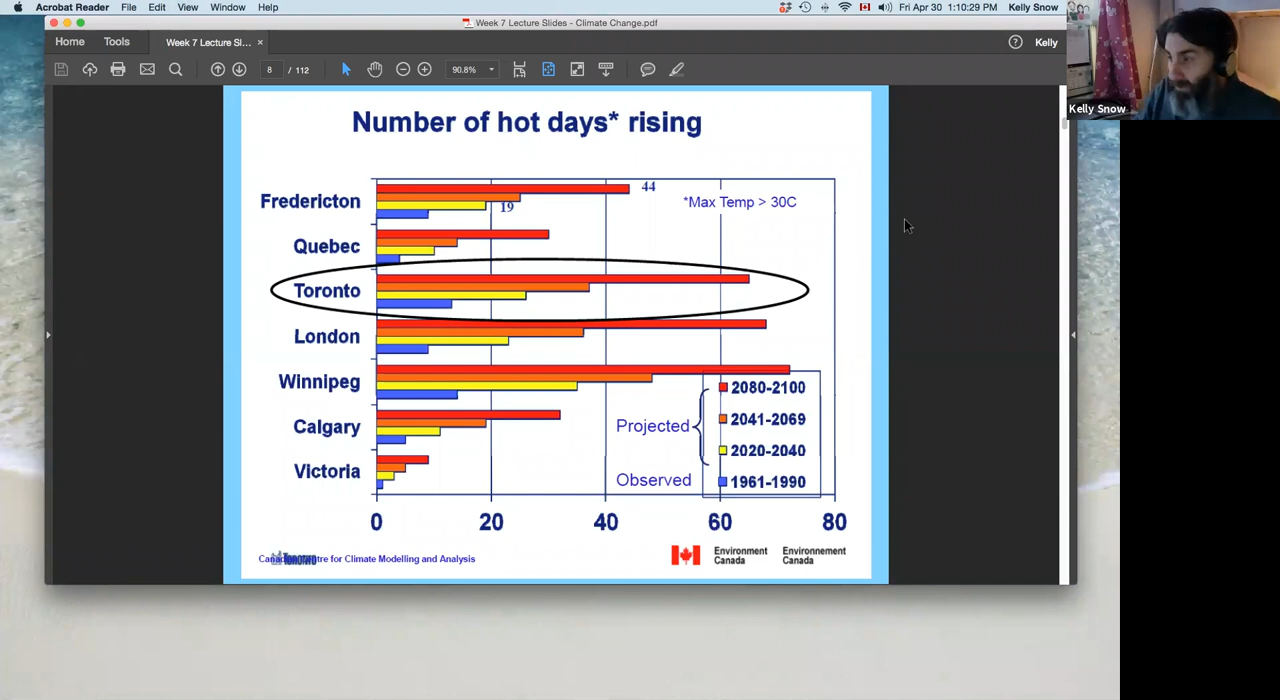 Acrobat Reader File Edit View Window Help Fri Apr 30 1:10:29 PM Kelly Snow
Week 7 Lecture Slides - Climate Change.pdf
Home Tools Week 7 Lecture Sl... × Kelly
8 / 112 90.8%
Kelly Snow
Number of hot days* rising
Fredericton
44
19
*Max Temp > 30C
Quebec
Toronto
London
Winnipeg
Calgary
Victoria
Projected
Observed
2080-2100
2041-2069
2020-2040
1961-1990
0 20 40 60 80
Centre for Climate Modelling and Analysis
Environment Canada
Environnement Canada